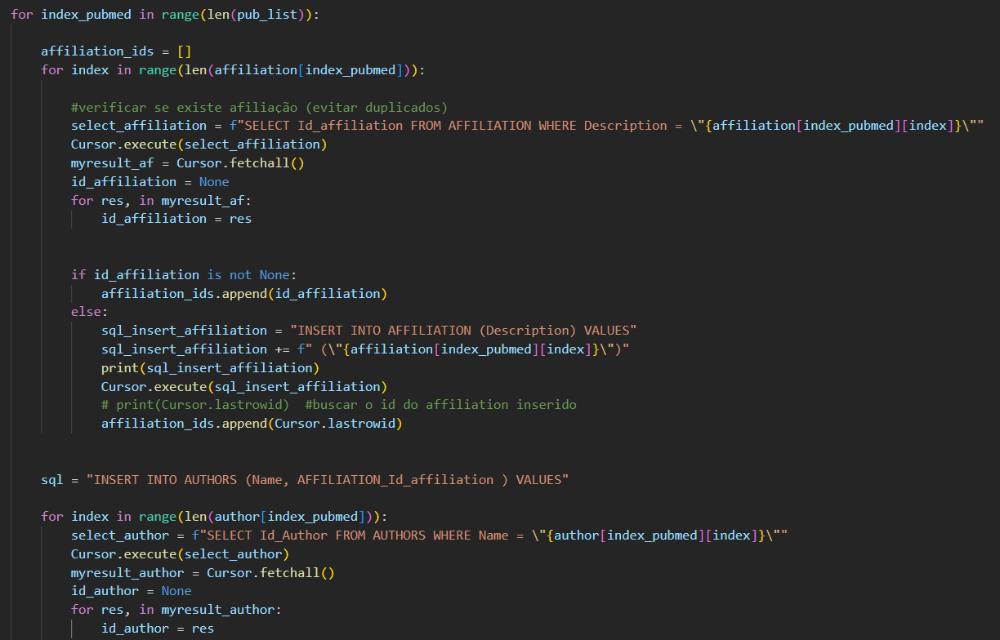 for index_pubmed in range(len(pub_list)):
affiliation_ids = []
for index in range(len(affiliation[index_pubmed])):
#verificar se existe afiliação (evitar duplicados)
select_affiliation = f"SELECT Id_affiliation FROM AFFILIATION WHERE Description = \"{affiliation[index_pubmed][index]}\""
Cursor.execute(select_affiliation)
myresult_af = Cursor.fetchall()
id_affiliation = None
for res, in myresult_af:
id_affiliation = res
if id_affiliation is not None:
affiliation_ids.append(id_affiliation)
else:
sql_insert_affiliation = "INSERT INTO AFFILIATION (Description) VALUES"
sql_insert_affiliation += f" (\"{affiliation[index_pubmed][index]}\")"
print(sql_insert_affiliation)
Cursor.execute(sql_insert_affiliation)
# print(Cursor.lastrowid)  #buscar o id do affiliation inserido
affiliation_ids.append(Cursor.lastrowid)
sql = "INSERT INTO AUTHORS (Name, AFFILIATION_Id_affiliation ) VALUES"
for index in range(len(author[index_pubmed])):
select_author = f"SELECT Id_Author FROM AUTHORS WHERE Name = \"{author[index_pubmed][index]}\""
Cursor.execute(select_author)
myresult_author = Cursor.fetchall()
id_author = None
for res, in myresult_author:
id_author = res